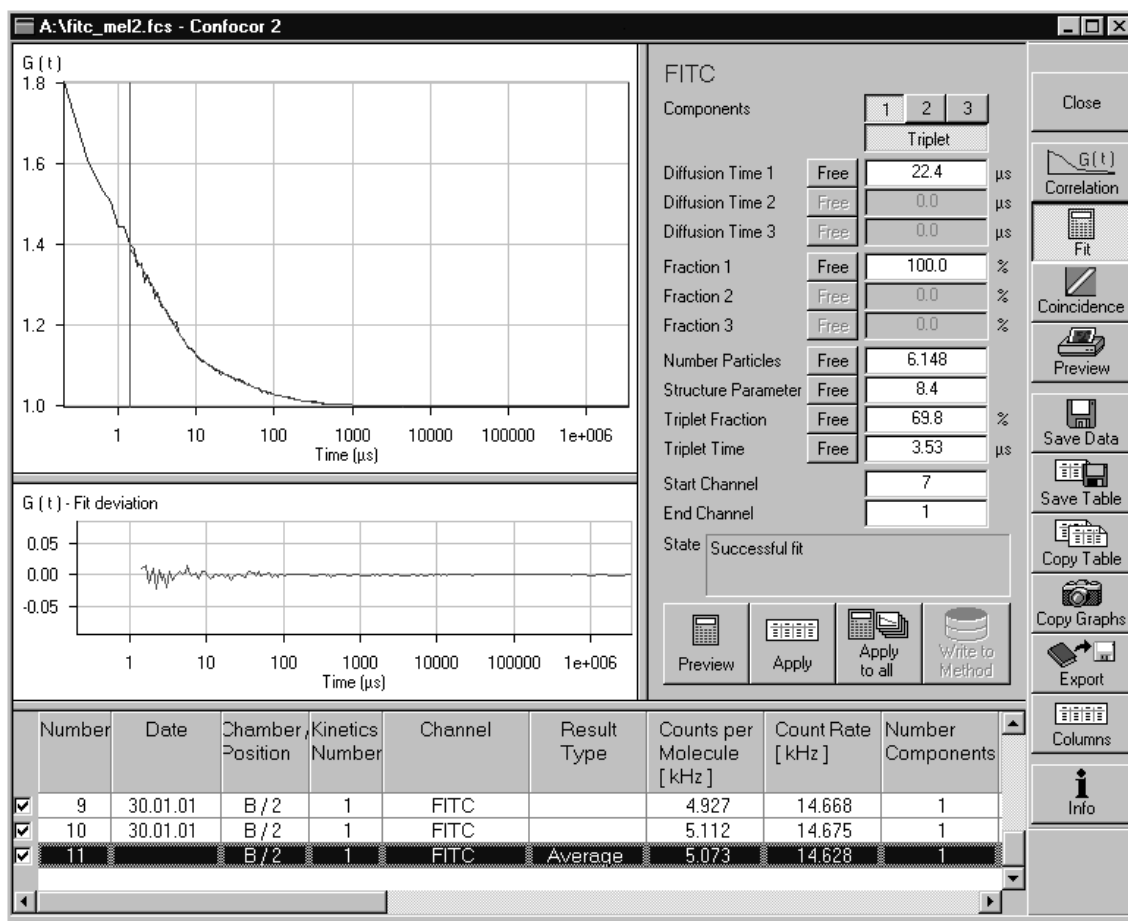 A:\fitc_mel2.fcs - Confocor 2
G ( t )
1.8
1.6
1.4
1.2
1.0
1 10 100 1000 10000 100000 1e+006
Time (µs)
G ( t ) - Fit deviation
0.05
0.00
-0.05
1 10 100 1000 10000 100000 1e+006
Time (µs)
FITC
Components 1 2 3
Triplet
Diffusion Time 1 Free 22.4 µs
Diffusion Time 2 Free 0.0 µs
Diffusion Time 3 Free 0.0 µs
Fraction 1 Free 100.0 %
Fraction 2 Free 0.0 %
Fraction 3 Free 0.0 %
Number Particles Free 6.148
Structure Parameter Free 8.4
Triplet Fraction Free 69.8 %
Triplet Time Free 3.53 µs
Start Channel 7
End Channel 1
State Successful fit
Preview Apply Apply to all Write to Method
Close
G(t)
Correlation
Fit
Coincidence
Preview
Save Data
Save Table
Copy Table
Copy Graphs
Export
Columns
Info
Number Date Chamber / Kinetics Channel Result Counts per Count Rate Number
Position Number Type Molecule [ kHz ] Components
[ kHz ]
9 30.01.01 B / 2 1 FITC 4.927 14.668 1
10 30.01.01 B / 2 1 FITC 5.112 14.675 1
11 B / 2 1 FITC Average 5.073 14.628 1